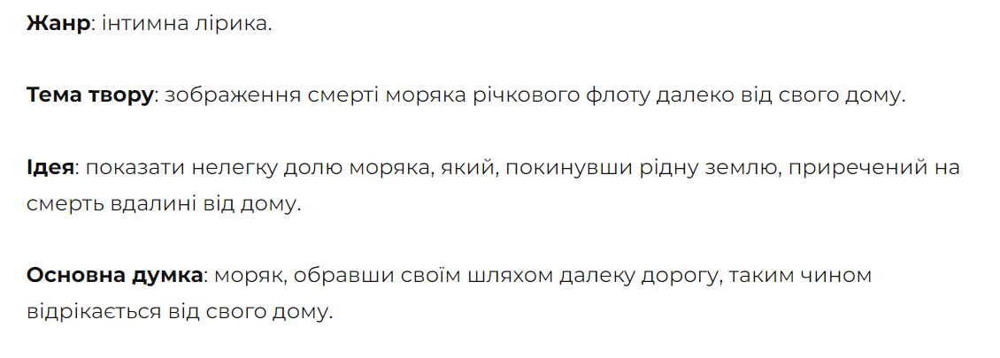 Жанр: інтимна лірика.
Тема твору: зображення смерті моряка річкового флоту далеко від свого дому.
Ідея: показати нелегку долю моряка, який, покинувши рідну землю, приречений на
смерть вдалині від дому.
Основна думка: моряк, обравши своїм шляхом далеку дорогу, таким чином
відрікається від свого дому.